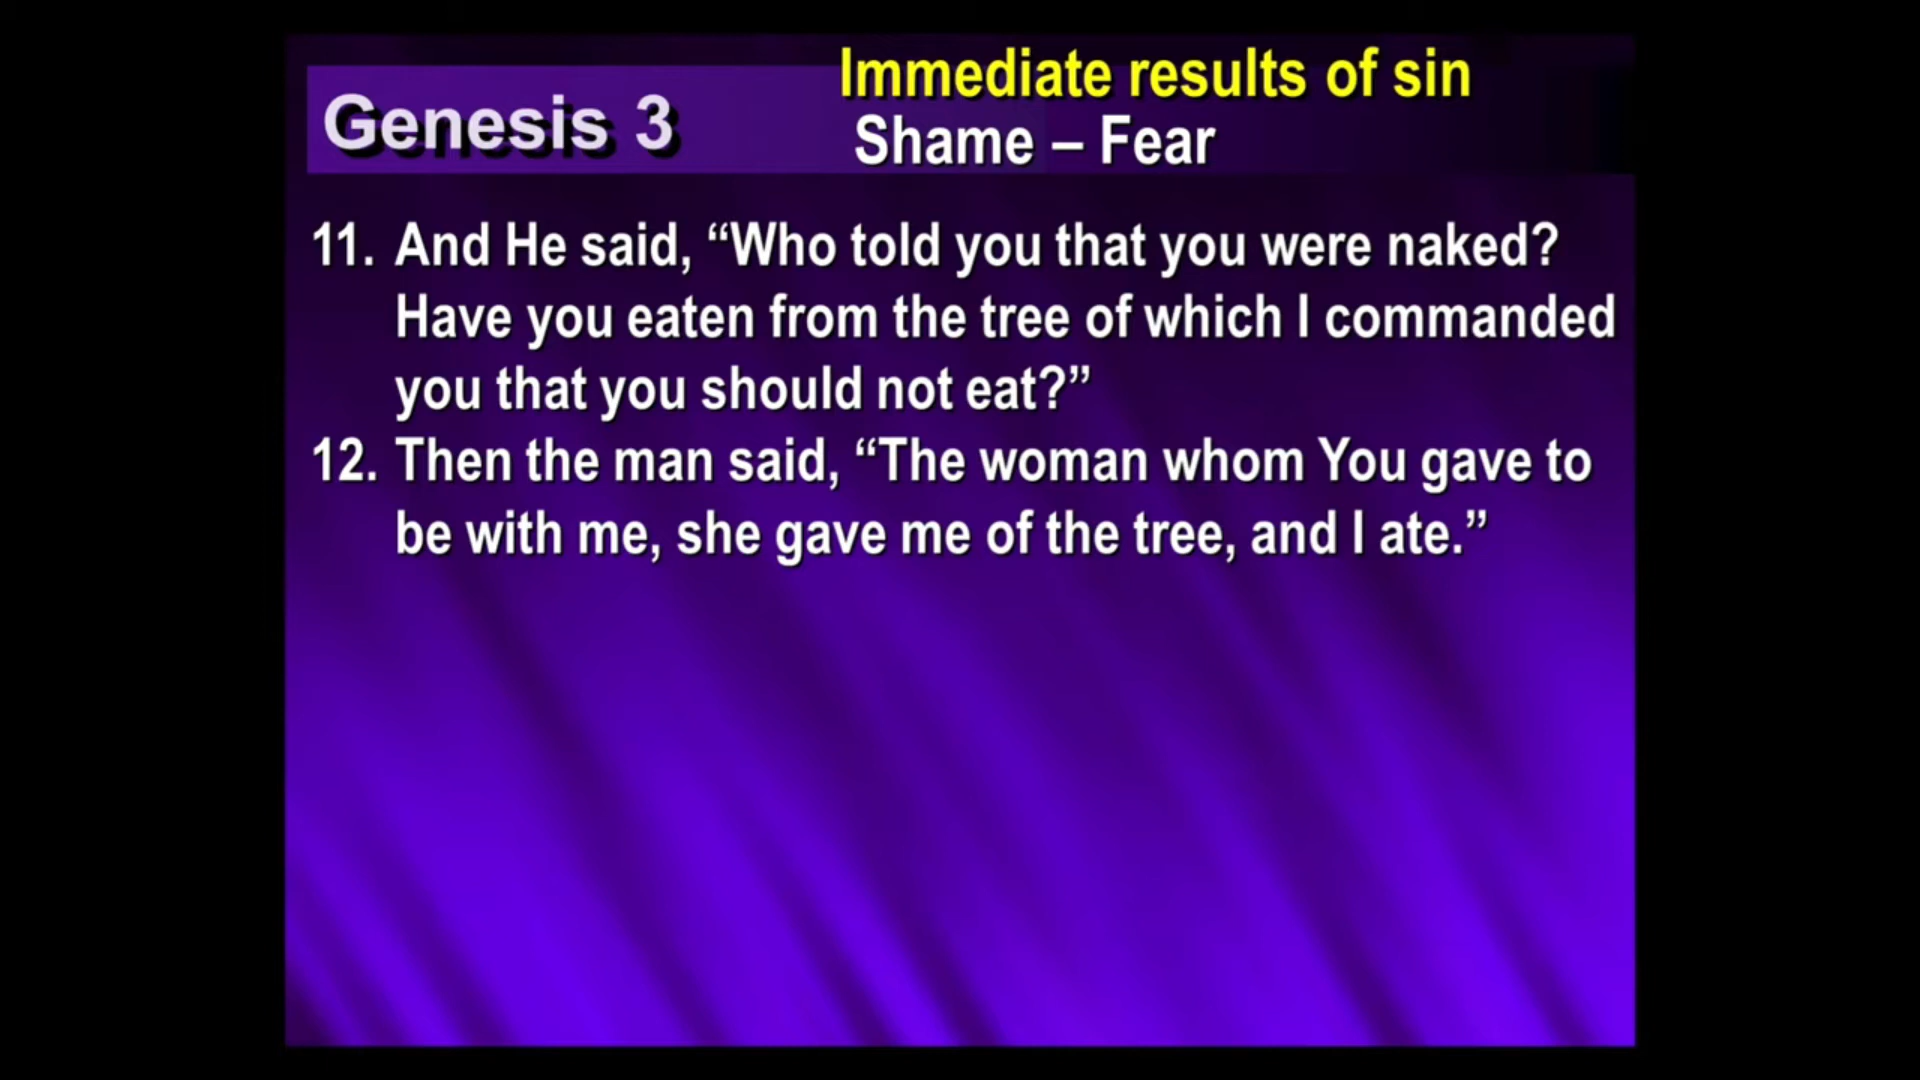 Genesis 3
Immediate results of sin
Shame – Fear
11. And He said, “Who told you that you were naked?
Have you eaten from the tree of which I commanded
you that you should not eat?”
12. Then the man said, “The woman whom You gave to
be with me, she gave me of the tree, and I ate.”